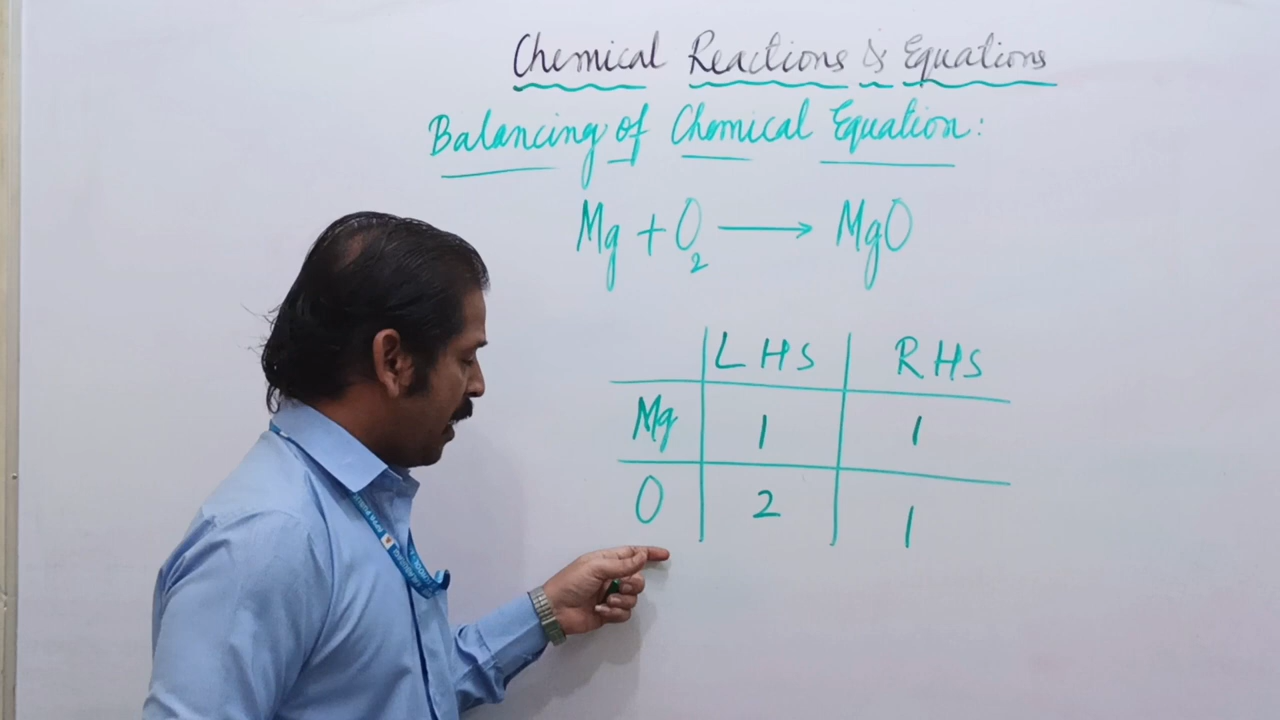 Chemical Reactions & Equations
Balancing of Chemical Equation:
Mg + O₂ ⟶ MgO
LHS RHS
Mg 1 1
O 2 1